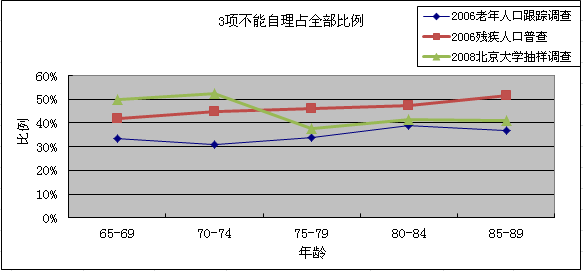 3项不能自理占全部比例
2006老年人口跟踪调查
2006残疾人口普查
2008北京大学抽样调查
60%
50%
40%
30%
20%
10%
0%
比例
65-69 70-74 75-79 80-84 85-89
年龄